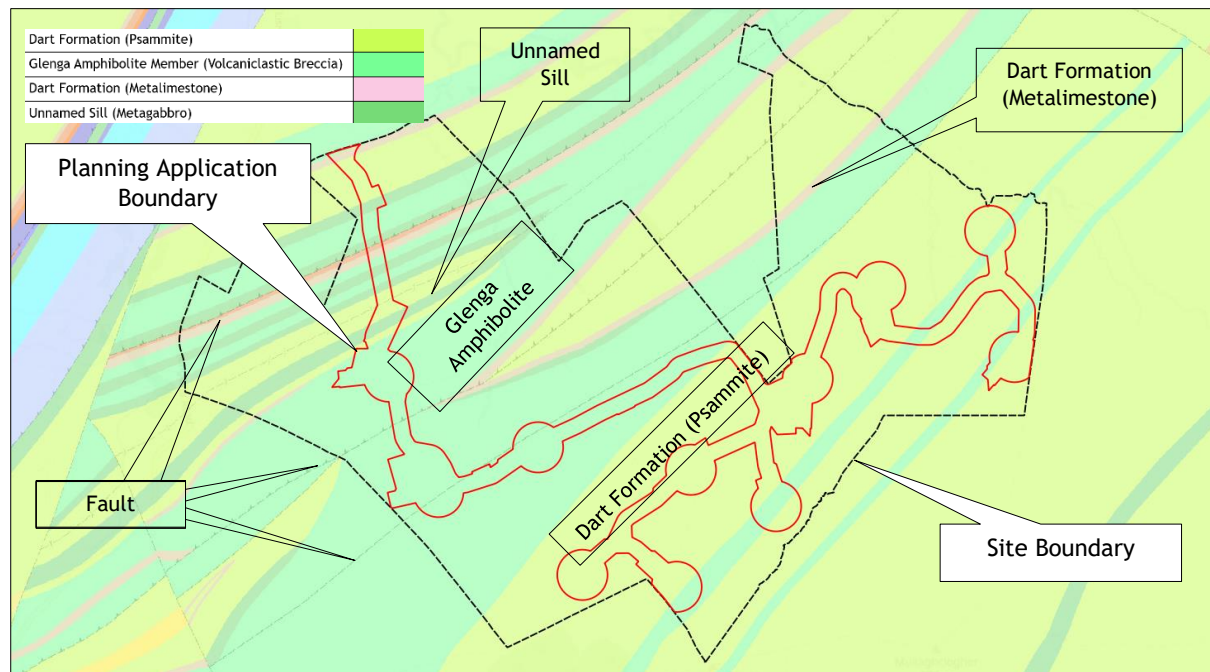 Dart Formation (Psammite)
Glenga Amphibolite Member (Volcaniclastic Breccia)
Dart Formation (Metalimestone)
Unnamed Sill (Metagabbro)
Unnamed
Sill
Dart Formation
(Metalimestone)
Planning Application
Boundary
Glenga
Amphibolite
Dart Formation (Psammite)
Fault
Site Boundary